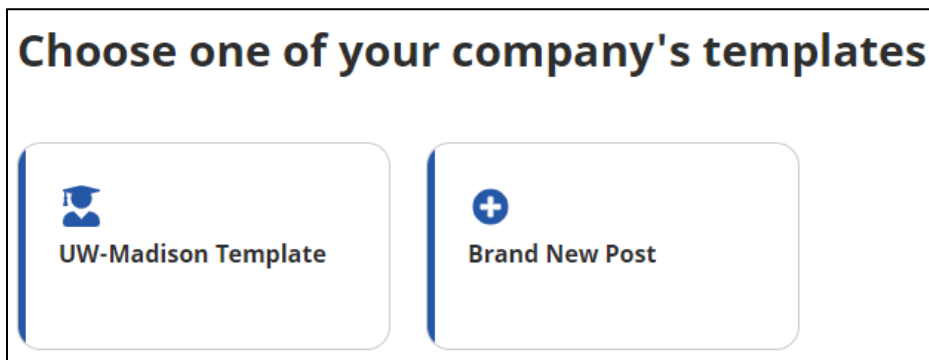 Choose one of your company's templates
UW-Madison Template
Brand New Post